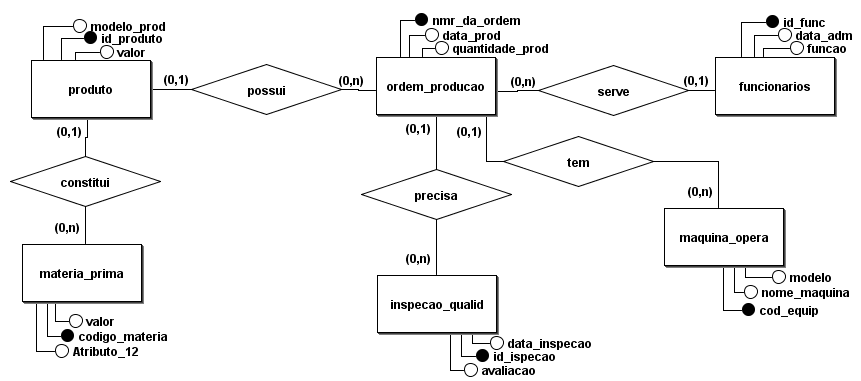 modelo_prod
id_produto
valor
nmr_da_ordem
data_prod
quantidade_prod
id_func
data_adm
funcao
produto
(0,1)
possui
(0,n)
ordem_producao
(0,n)
serve
(0,1)
funcionarios
(0,1)
(0,1)
(0,1)
constitui
precisa
tem
(0,n)
(0,n)
(0,n)
materia_prima
maquina_opera
inspecao_qualid
valor
codigo_materia
Atributo_12
modelo
nome_maquina
cod_equip
data_inspecao
id_ispecao
avaliacao